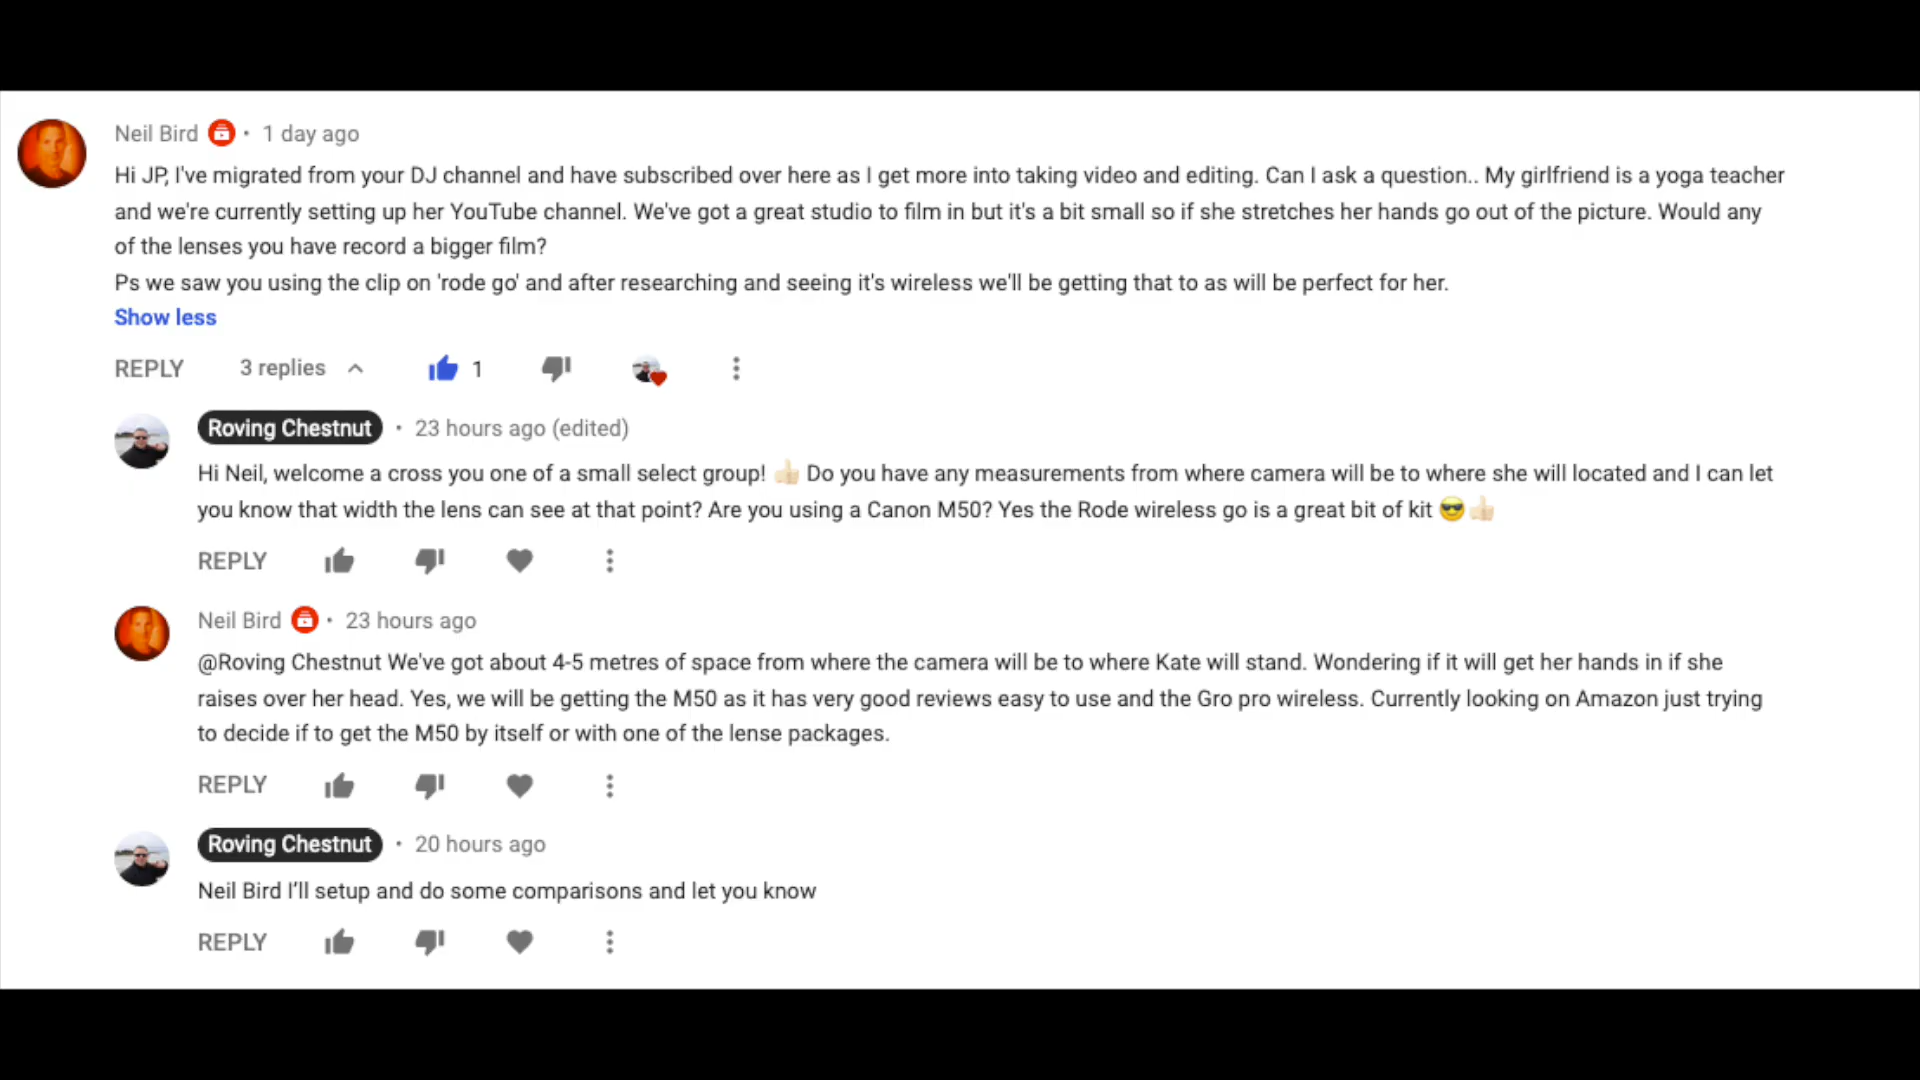 Neil Bird • 1 day ago
Hi JP, I've migrated from your DJ channel and have subscribed over here as I get more into taking video and editing. Can I ask a question.. My girlfriend is a yoga teacher
and we're currently setting up her YouTube channel. We've got a great studio to film in but it's a bit small so if she stretches her hands go out of the picture. Would any
of the lenses you have record a bigger film?
Ps we saw you using the clip on 'rode go' and after researching and seeing it's wireless we'll be getting that to as will be perfect for her.
Show less
REPLY 3 replies 1
Roving Chestnut • 23 hours ago (edited)
Hi Neil, welcome a cross you one of a small select group! 👍🏻 Do you have any measurements from where camera will be to where she will located and I can let
you know that width the lens can see at that point? Are you using a Canon M50? Yes the Rode wireless go is a great bit of kit 😎👍🏻
REPLY
Neil Bird • 23 hours ago
@Roving Chestnut We've got about 4-5 metres of space from where the camera will be to where Kate will stand. Wondering if it will get her hands in if she
raises over her head. Yes, we will be getting the M50 as it has very good reviews easy to use and the Gro pro wireless. Currently looking on Amazon just trying
to decide if to get the M50 by itself or with one of the lense packages.
REPLY
Roving Chestnut • 20 hours ago
Neil Bird I'll setup and do some comparisons and let you know
REPLY